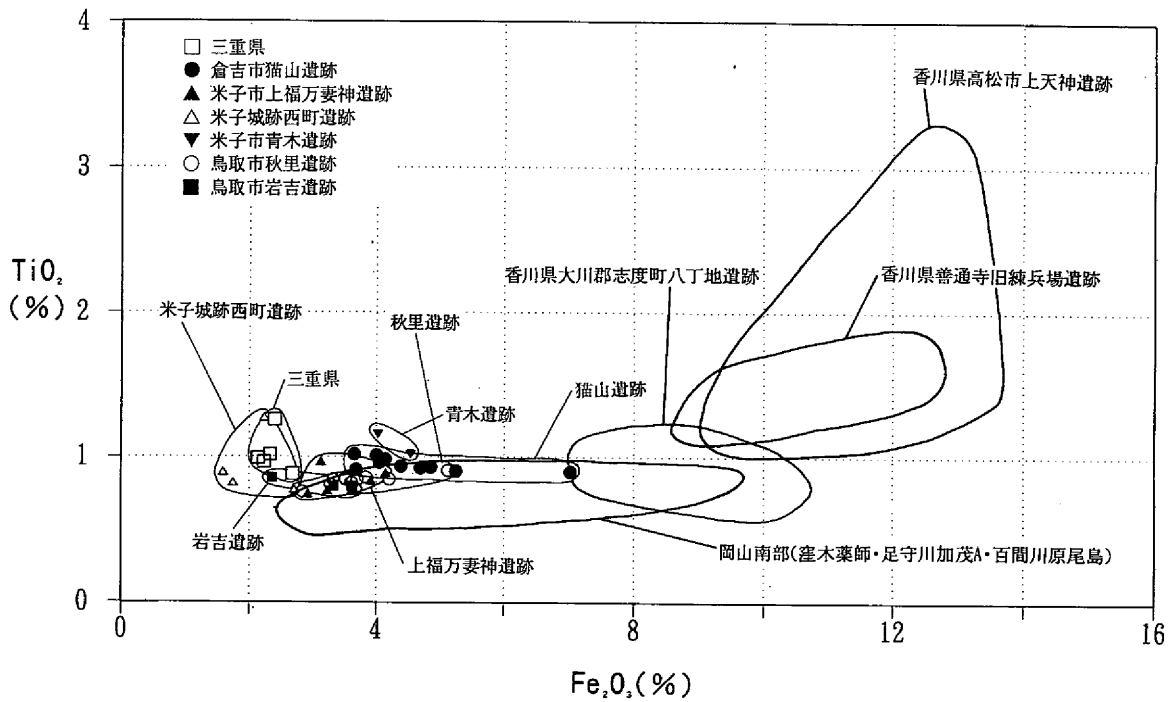 4
3
2
1
0
TiO₂
(%)
□ 三重県
● 倉吉市猫山遺跡
▲ 米子市上福万妻神遺跡
△ 米子城跡西町遺跡
▼ 米子市青木遺跡
○ 鳥取市秋里遺跡
■ 鳥取市岩吉遺跡
香川県高松市上天神遺跡
香川県大川郡志度町八丁地遺跡
香川県善通寺旧練兵場遺跡
米子城跡西町遺跡
秋里遺跡
三重県
猫山遺跡
青木遺跡
岩吉遺跡
上福万妻神遺跡
岡山南部(窪木薬師・足守川加茂A・百間川原尾島)
0 4 8 12 16
Fe₂O₃(%)